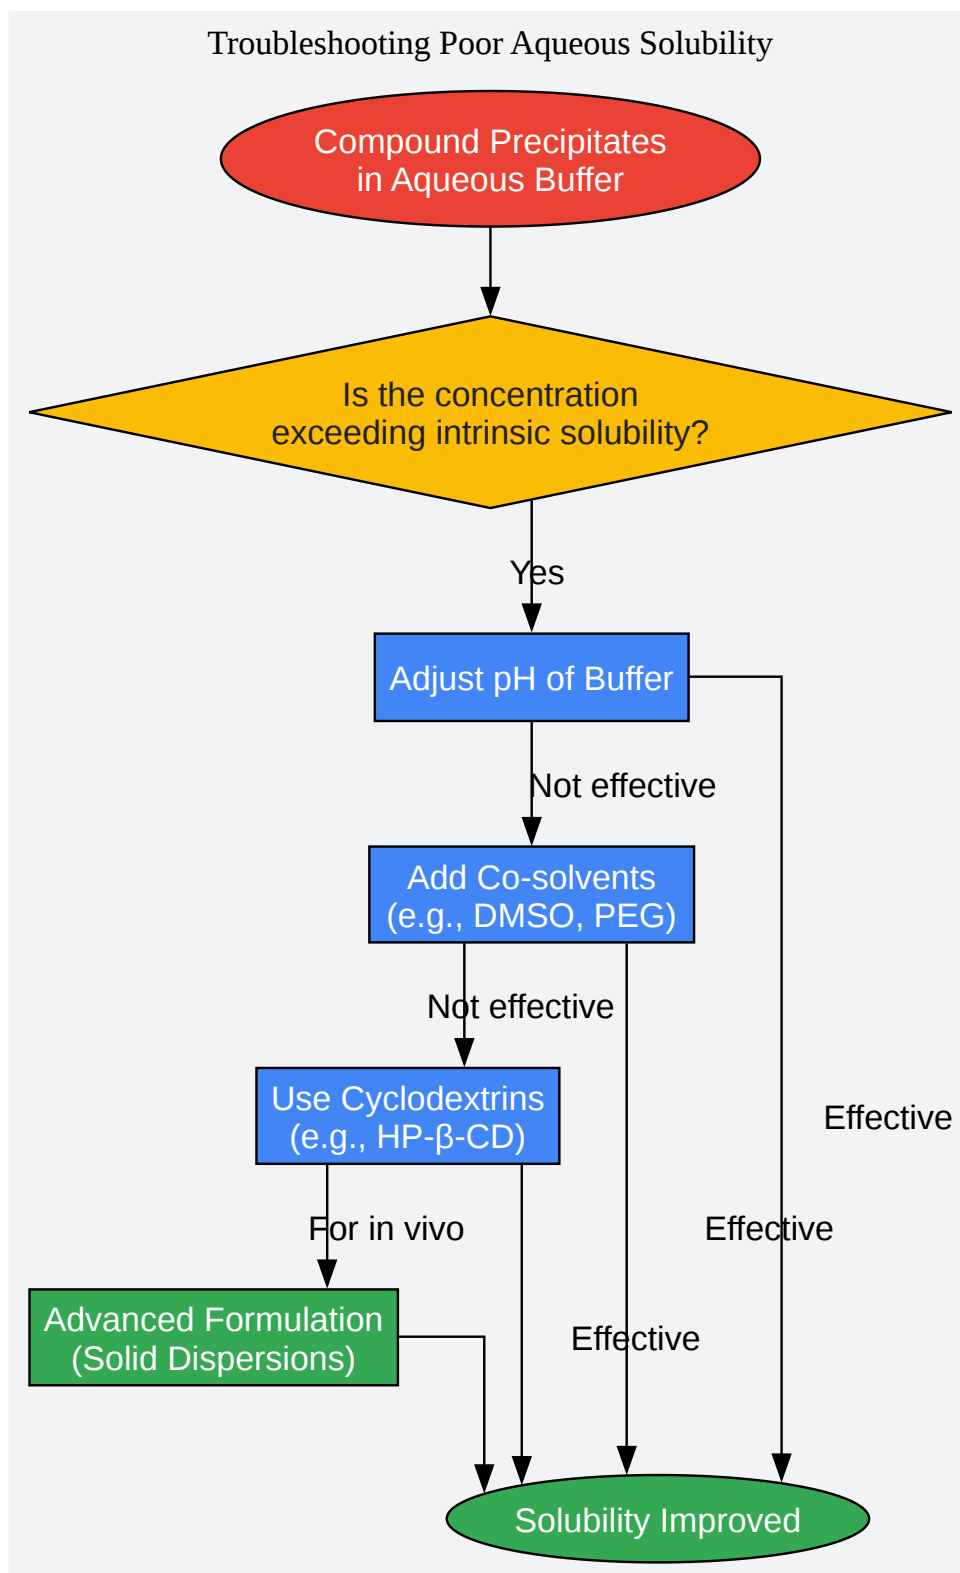 Troubleshooting Poor Aqueous Solubility
Compound Precipitates
in Aqueous Buffer
Is the concentration
exceeding intrinsic solubility?
Yes
Adjust pH of Buffer
Not effective
Add Co-solvents
(e.g., DMSO, PEG)
Not effective
Use Cyclodextrins
(e.g., HP-β-CD)
Effective
For in vivo
Effective
Advanced Formulation
(Solid Dispersions)
Effective
Solubility Improved